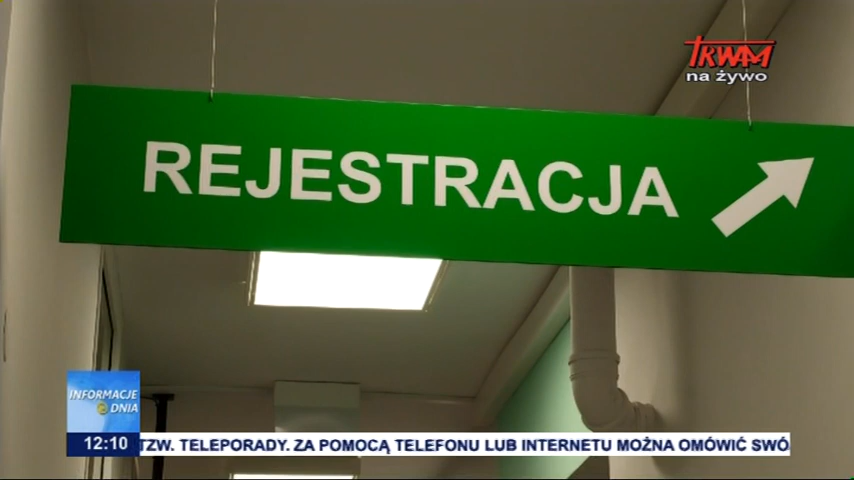 TRWAM
na żywo
REJESTRACJA
INFORMACJE
DNIA
12:10
TZW. TELEPORADY. ZA POMOCĄ TELEFONU LUB INTERNETU MOŻNA OMÓWIĆ SWÓ